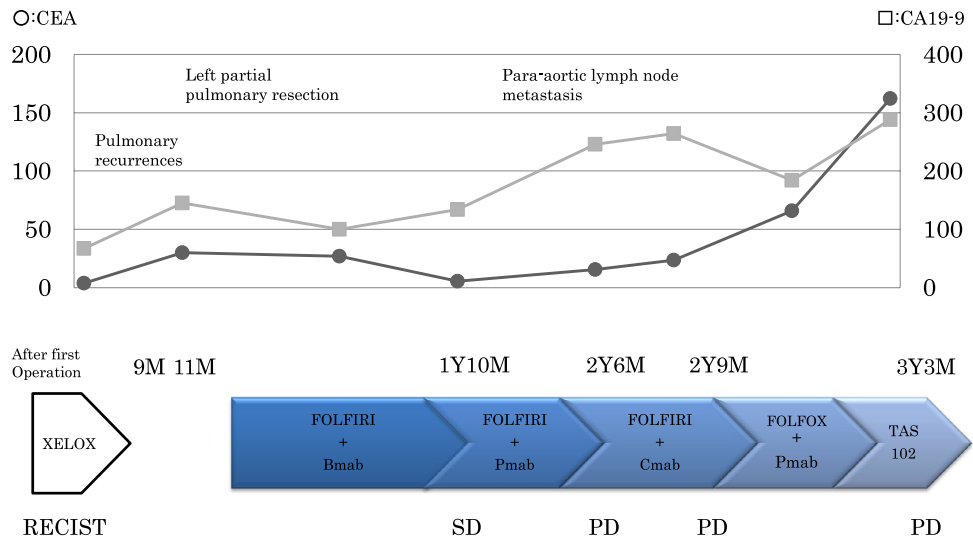 ○:CEA
□:CA19-9
200
150
100
50
0
400
300
200
100
0
Pulmonary
recurrences
Left partial
pulmonary resection
Para-aortic lymph node
metastasis
After first
Operation
9M 11M
1Y10M
2Y6M
2Y9M
3Y3M
XELOX
FOLFIRI
+
Bmab
FOLFIRI
+
Pmab
FOLFIRI
+
Cmab
FOLFOX
+
Pmab
TAS
102
RECIST
SD
PD
PD
PD